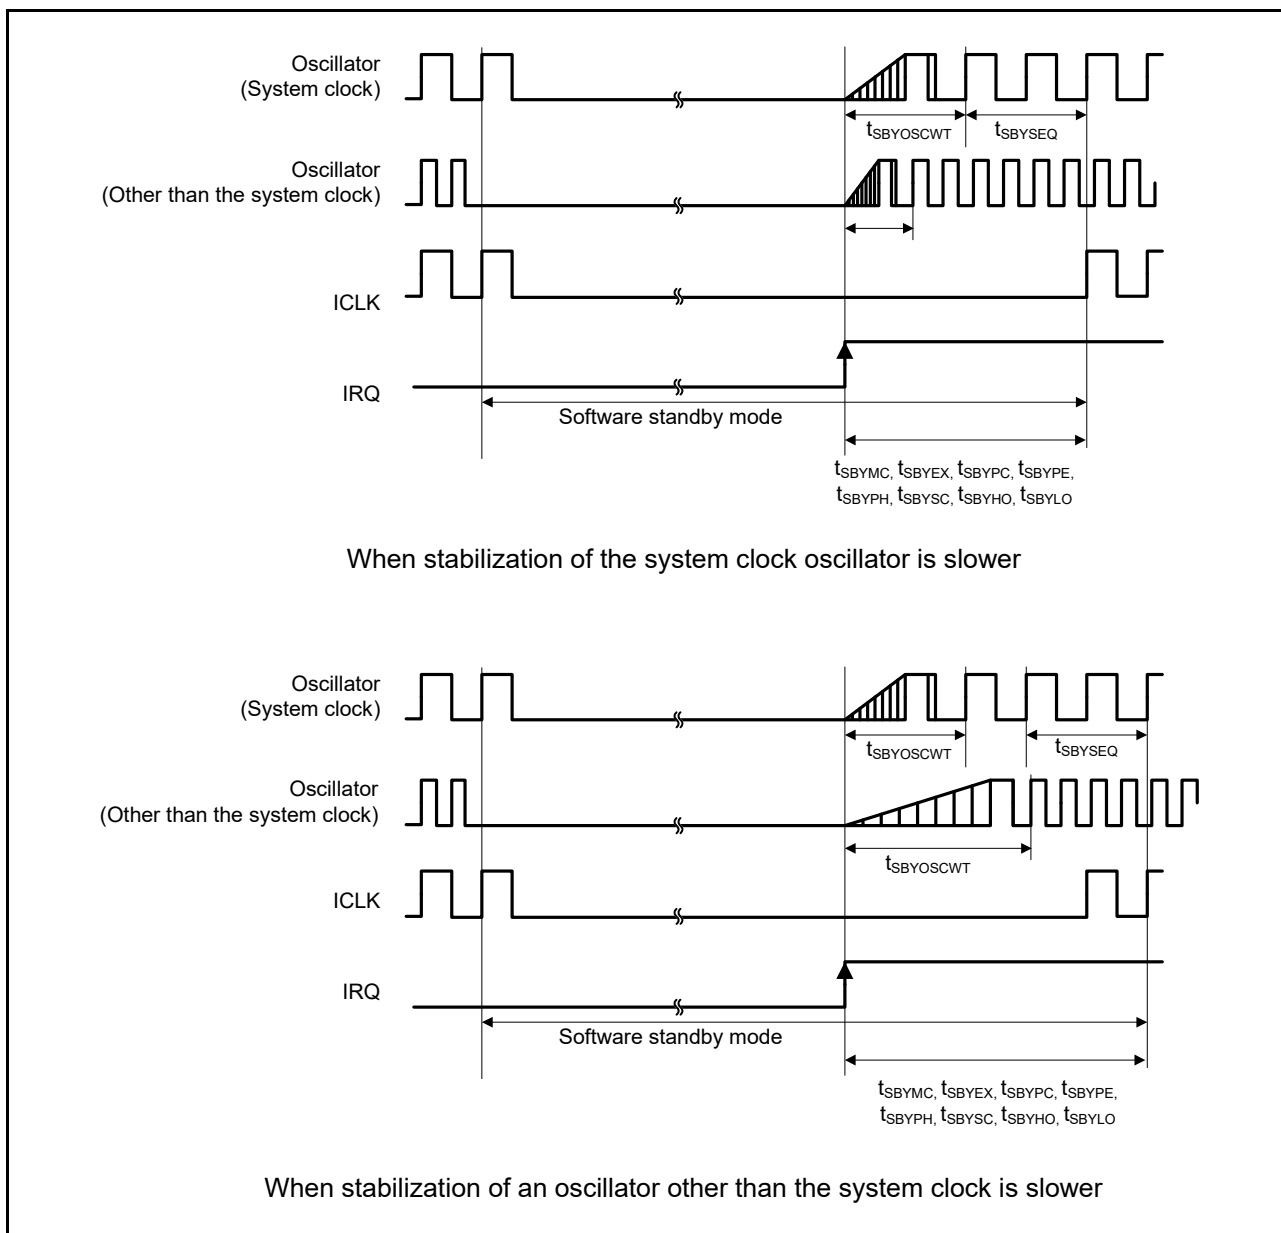 Oscillator
(System clock)
tSBYOSCWT
tSBYSEQ
Oscillator
(Other than the system clock)
ICLK
IRQ
Software standby mode
tSBYMC, tSBYEX, tSBYPC, tSBYPE,
tSBYPH, tSBYSC, tSBYHO, tSBYLO
When stabilization of the system clock oscillator is slower
Oscillator
(System clock)
tSBYOSCWT
tSBYSEQ
Oscillator
(Other than the system clock)
tSBYOSCWT
ICLK
IRQ
Software standby mode
tSBYMC, tSBYEX, tSBYPC, tSBYPE,
tSBYPH, tSBYSC, tSBYHO, tSBYLO
When stabilization of an oscillator other than the system clock is slower